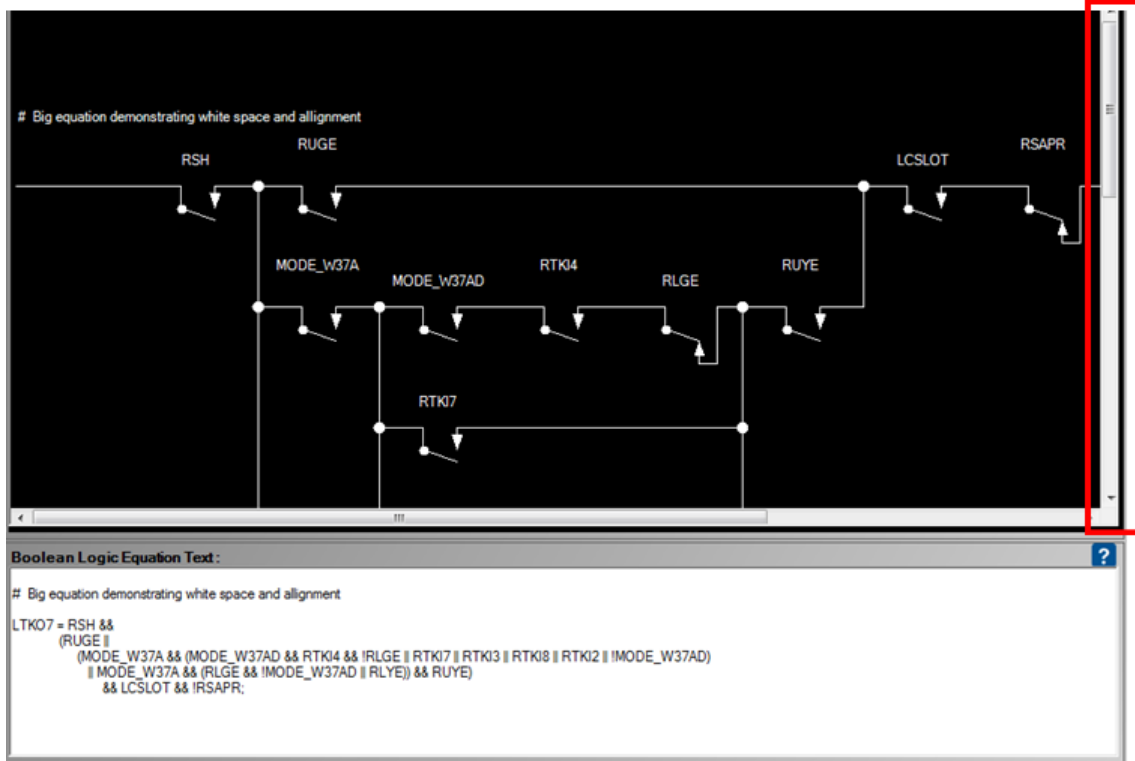 # Big equation demonstrating white space and allignment
RUGE
RSH
LCSLOT
RSAPR
MODE_W37A
MODE_W37AD
RTKI4
RLGE
RUYE
RTKI7
Boolean Logic Equation Text :
?
# Big equation demonstrating white space and allignment
LTKO7 = RSH &&
(RUGE ||
(MODE_W37A && (MODE_W37AD && RTKI4 && !RLGE || RTKI7 || RTKI3 || RTKI8 || RTKI2 || !MODE_W37AD)
|| MODE_W37A && (RLGE && !MODE_W37AD || RLYE)) && RUYE)
&& LCSLOT && !RSAPR;